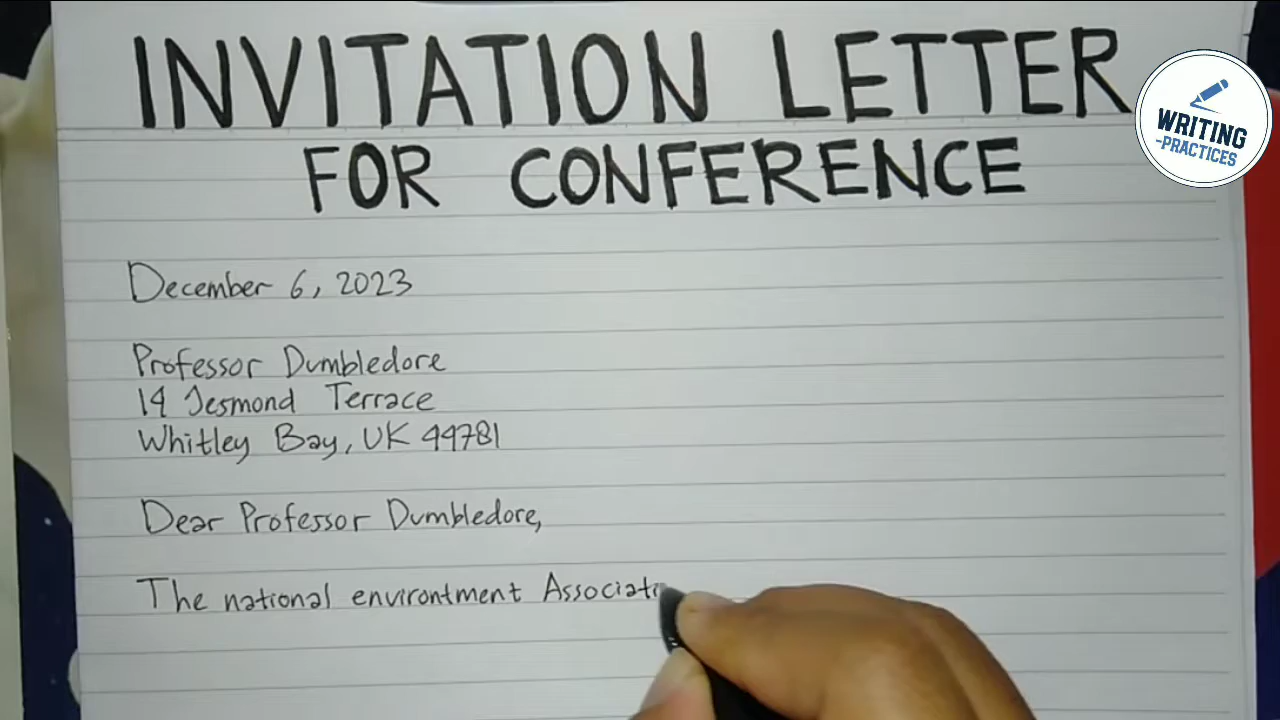 INVITATION LETTER
FOR CONFERENCE
WRITING
-PRACTICES
December 6, 2023
Professor Dumbledore
14 Jesmond Terrace
Whitley Bay, UK 44781
Dear Professor Dumbledore,
The national environtment Associati